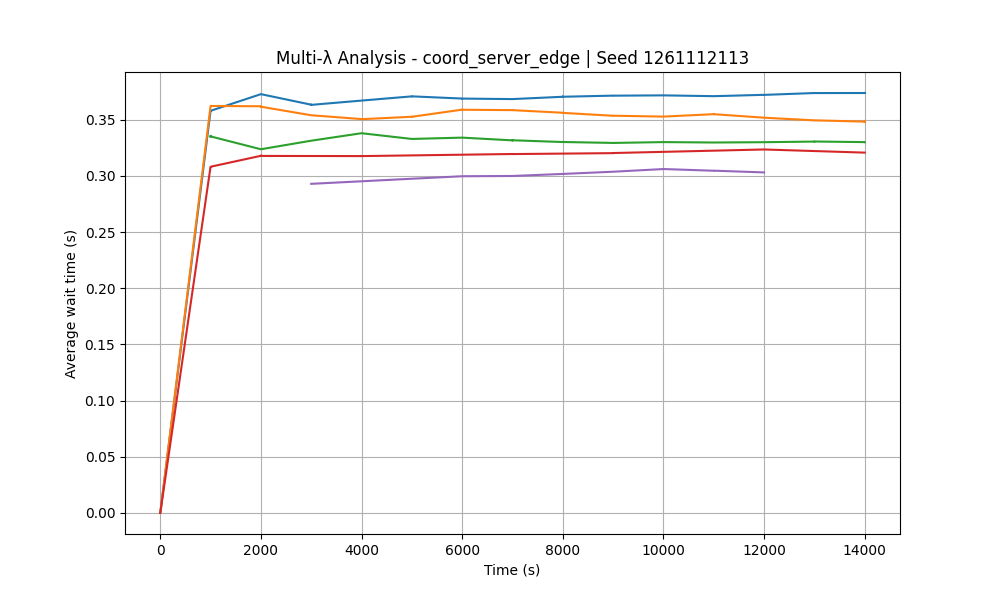 Multi-λ Analysis - coord_server_edge | Seed 1261112113
Average wait time (s)
0.35
0.30
0.25
0.20
0.15
0.10
0.05
0.00
0 2000 4000 6000 8000 10000 12000 14000
Time (s)